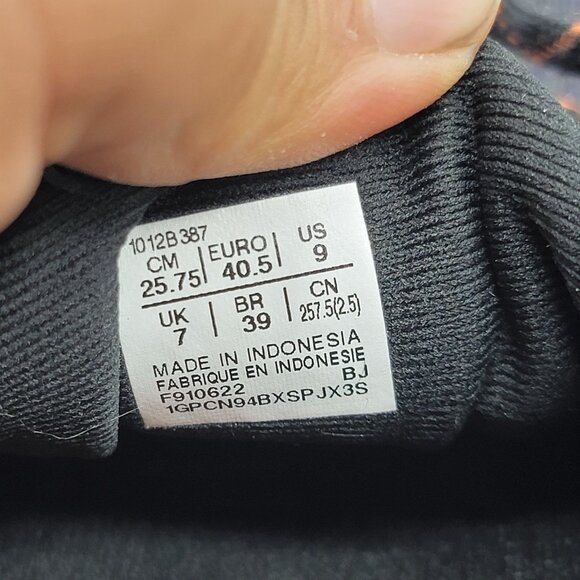 1012B387
CM 25.75 | EURO 40.5 | US 9
UK 7 | BR 39 | CN 257.5(2.5)
MADE IN INDONESIA
FABRIQUE EN INDONESIE
F910622 BJ
1GPCN94BXSPJX3S